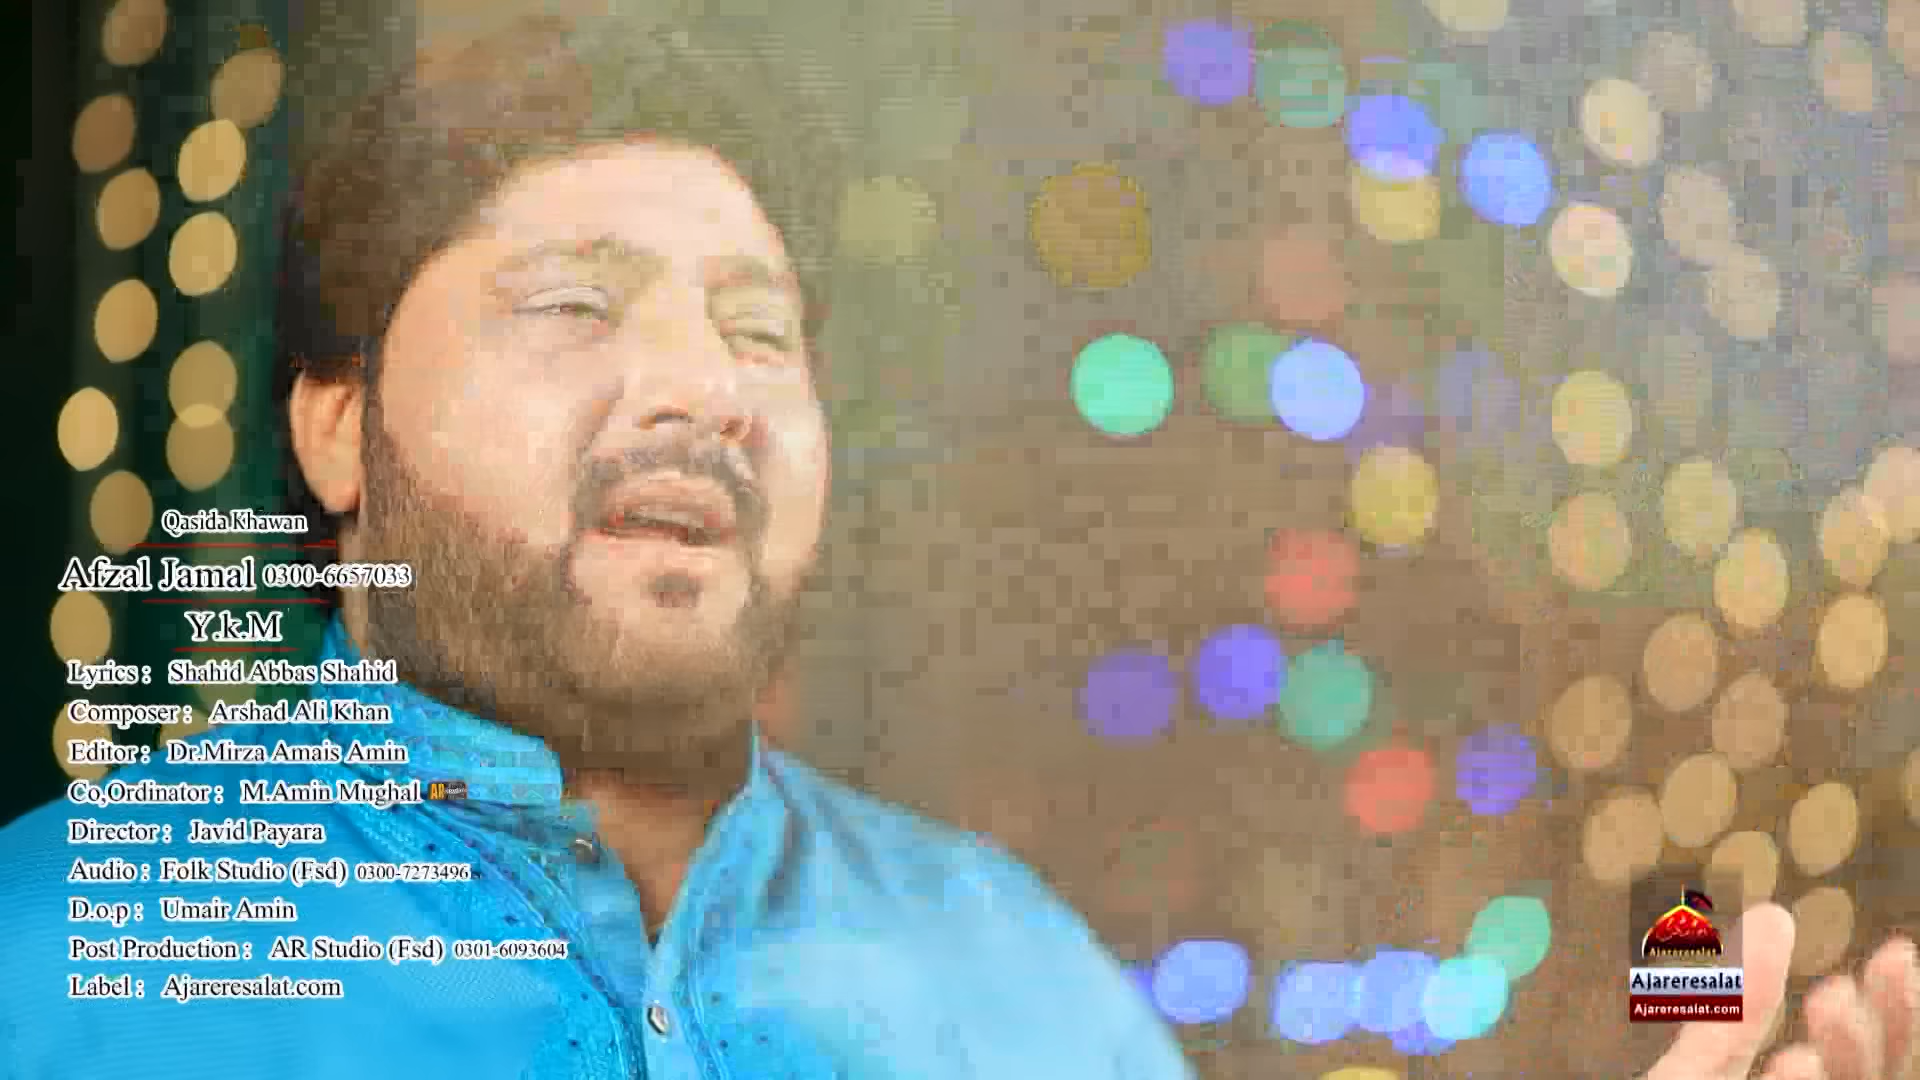 Qasida Khawan
Afzal Jamal 0300-6657033
Y.k.M
Lyrics : Shahid Abbas Shahid
Composer : Arshad Ali Khan
Editor : Dr.Mirza Amais Amin
Co,Ordinator : M.Amin Mughal AR
Director : Javid Payara
Audio : Folk Studio (Fsd) 0300-7273496
D.o.p : Umair Amin
Post Production : AR Studio (Fsd) 0301-6093604
Label : Ajareresalat.com
Ajareresalat
Ajareresalat
Ajareresalat.com